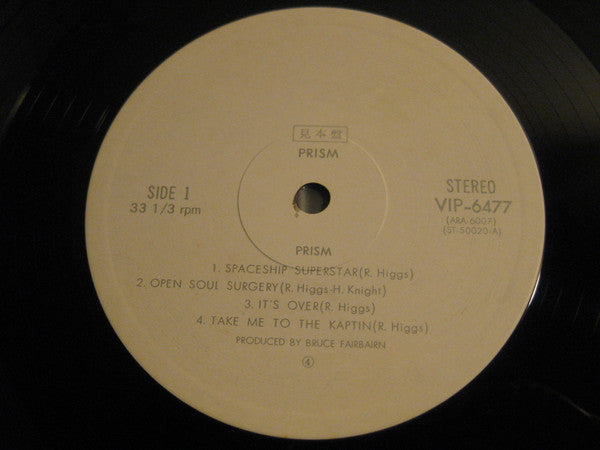 見本盤
PRISM
SIDE 1
33 1/3 rpm
STEREO
VIP-6477
(ARA-6007)
(ST-50020-A)
PRISM
1. SPACESHIP SUPERSTAR(R. Higgs)
2. OPEN SOUL SURGERY(R. Higgs-H. Knight)
3. IT'S OVER(R. Higgs)
4. TAKE ME TO THE KAPTIN(R. Higgs)
PRODUCED BY BRUCE FAIRBAIRN
④